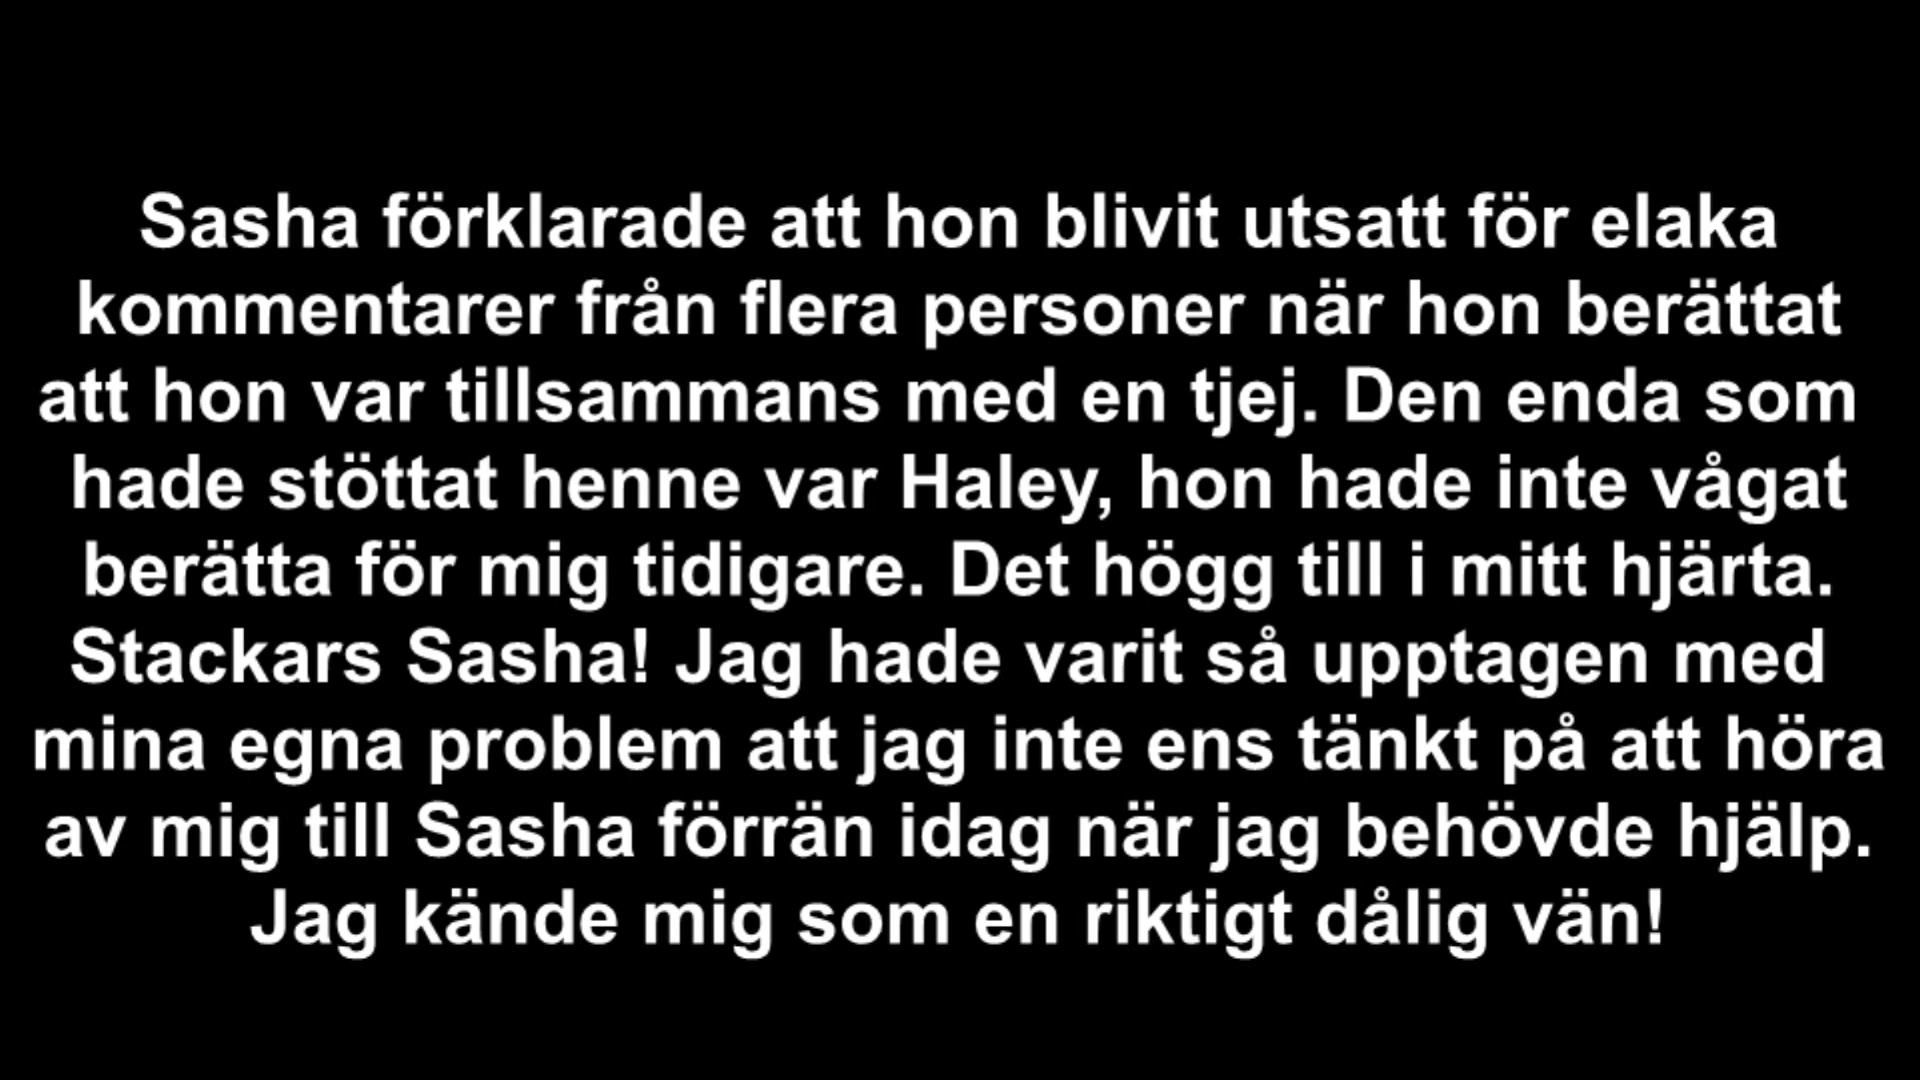 Sasha förklarade att hon blivit utsatt för elaka
kommentarer från flera personer när hon berättat
att hon var tillsammans med en tjej. Den enda som
hade stöttat henne var Haley, hon hade inte vågat
berätta för mig tidigare. Det högg till i mitt hjärta.
Stackars Sasha! Jag hade varit så upptagen med
mina egna problem att jag inte ens tänkt på att höra
av mig till Sasha förrän idag när jag behövde hjälp.
Jag kände mig som en riktigt dålig vän!